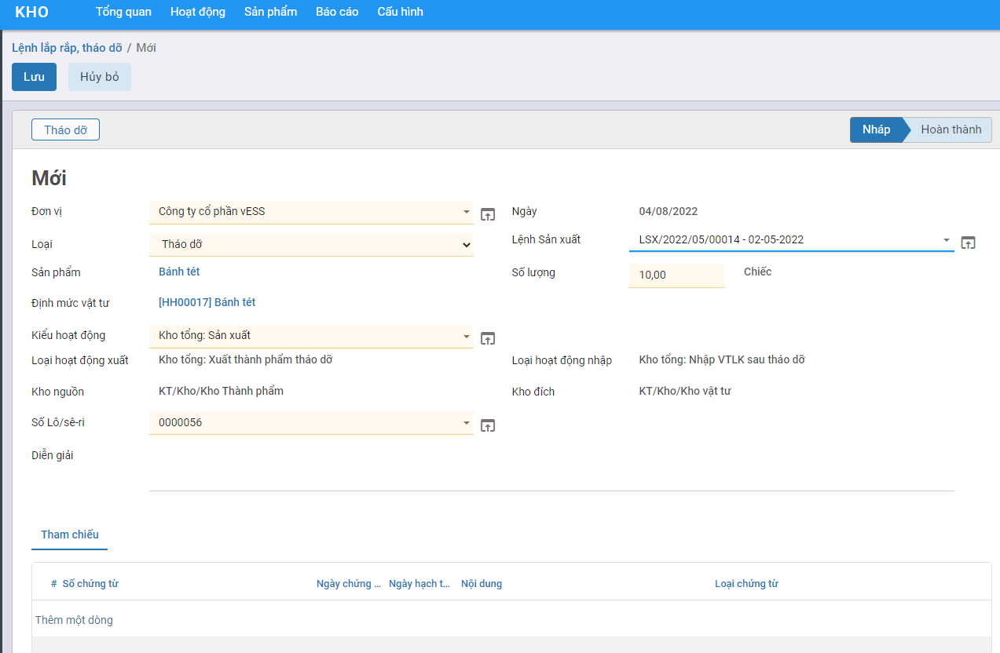 KHO Tổng quan Hoạt động Sản phẩm Báo cáo Cấu hình
Lệnh lắp rắp, tháo dỡ / Mới
Lưu Hủy bỏ
Tháo dỡ Nháp Hoàn thành
Mới
Đơn vị Công ty cổ phần vESS Ngày 04/08/2022
Loại Tháo dỡ Lệnh Sản xuất LSX/2022/05/00014 - 02-05-2022
Sản phẩm Bánh tét Số lượng 10,00 Chiếc
Định mức vật tư [HH00017] Bánh tét
Kiểu hoạt động Kho tổng: Sản xuất
Loại hoạt động xuất Kho tổng: Xuất thành phẩm tháo dỡ Loại hoạt động nhập Kho tổng: Nhập VTLK sau tháo dỡ
Kho nguồn KT/Kho/Kho Thành phẩm Kho đích KT/Kho/Kho vật tư
Số Lô/sê-ri 0000056
Diễn giải
Tham chiếu
# Số chứng từ Ngày chứng ... Ngày hạch t... Nội dung Loại chứng từ
Thêm một dòng